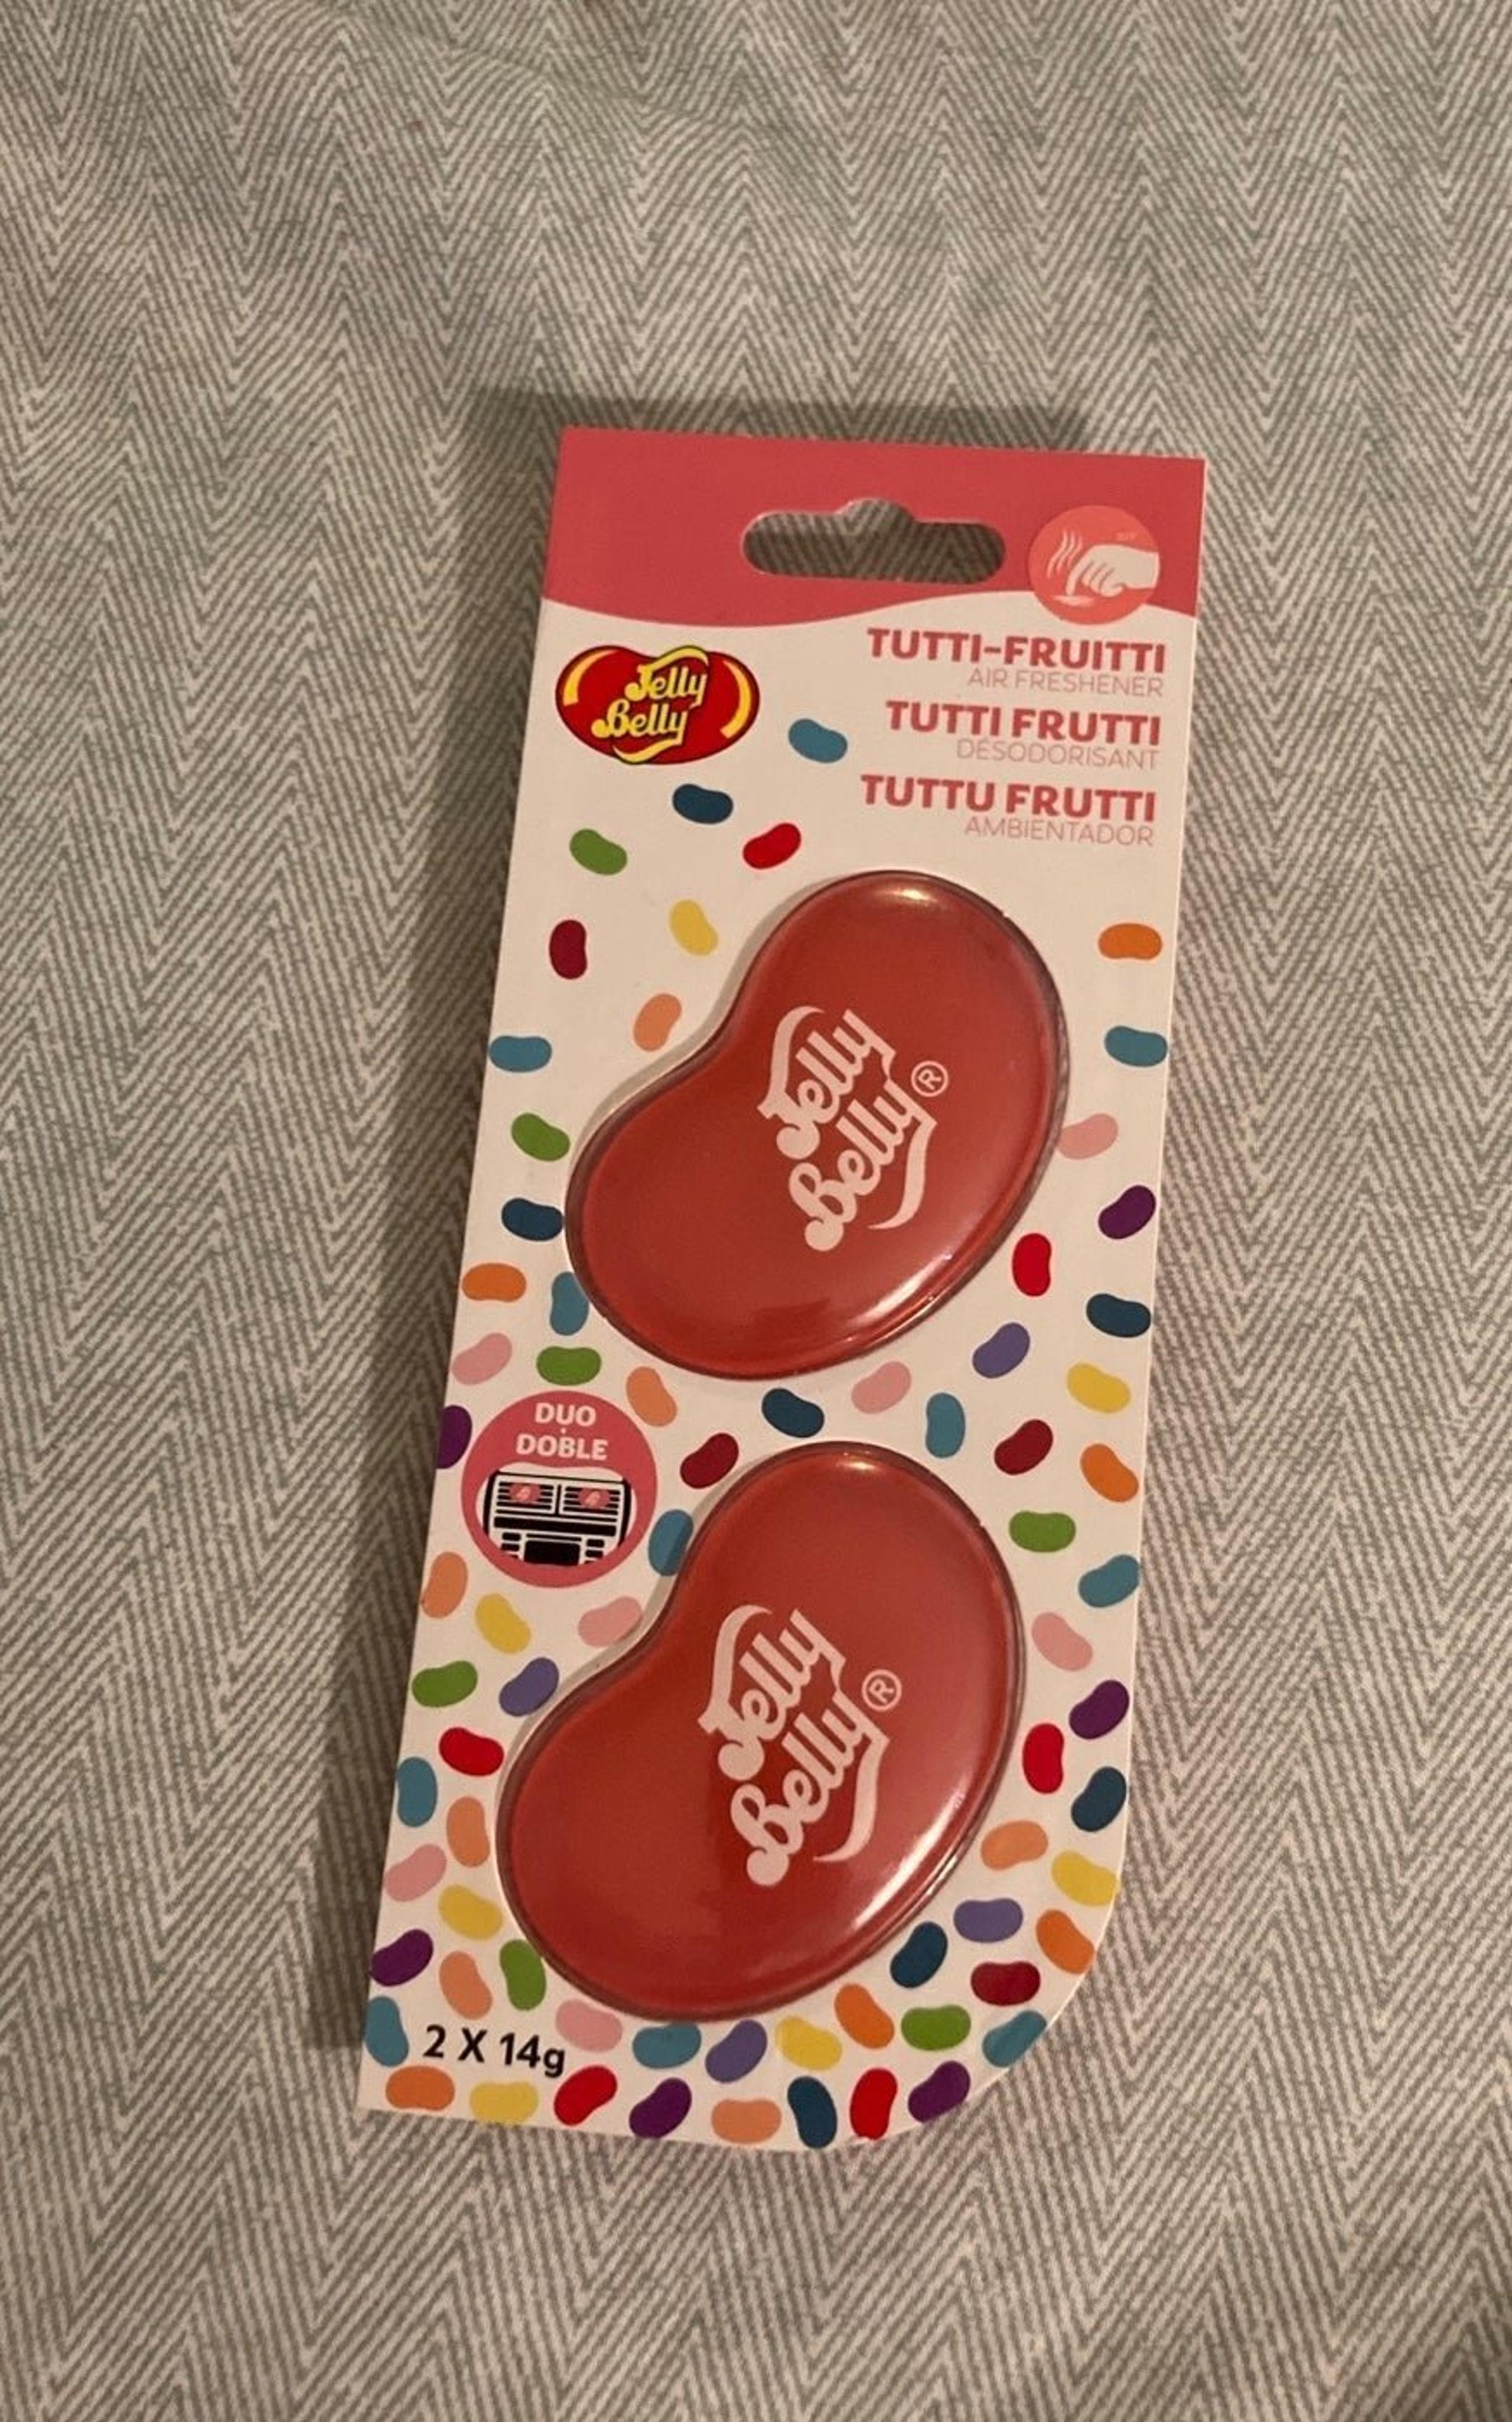 Jelly
Belly
TUTTI-FRUITTI
AIR FRESHENER
TUTTI FRUTTI
DÉSODORISANT
TUTTU FRUTTI
AMBIENTADOR
Jelly
Belly®
DUO
DOBLE
Jelly
Belly®
2 X 14g